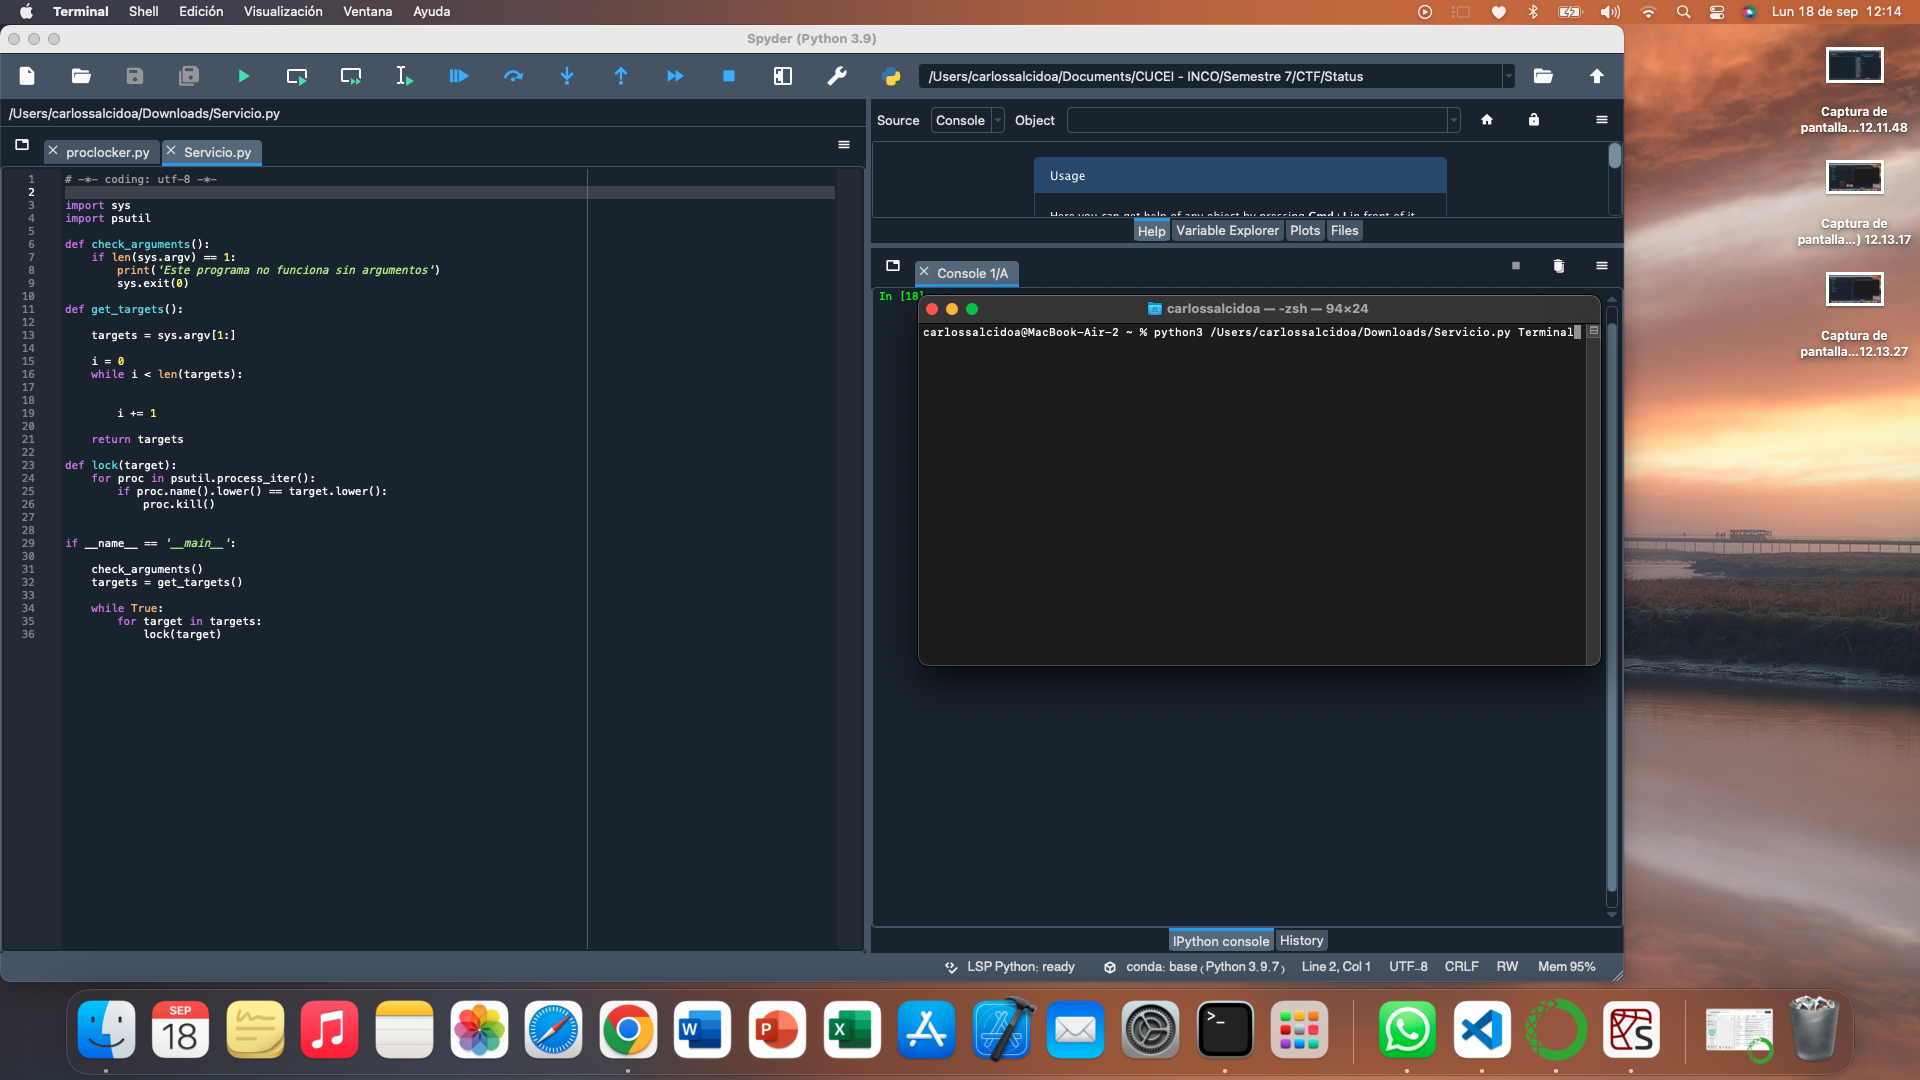 Terminal Shell Edición Visualización Ventana Ayuda
Lun 18 de sep 12:14
Spyder (Python 3.9)
/Users/carlossalcidoa/Documents/CUCEI - INCO/Semestre 7/CTF/Status
/Users/carlossalcidoa/Downloads/Servicio.py
proclocker.py
Servicio.py
1 # -*- coding: utf-8 -*-
2
3 import sys
4 import psutil
5
6 def check_arguments():
7 if len(sys.argv) == 1:
8 print('Este programa no funciona sin argumentos')
9 sys.exit(0)
10
11 def get_targets():
12
13 targets = sys.argv[1:]
14
15 i = 0
16 while i < len(targets):
17
18
19 i += 1
20
21 return targets
22
23 def lock(target):
24 for proc in psutil.process_iter():
25 if proc.name().lower() == target.lower():
26 proc.kill()
27
28
29 if __name__ == '__main__':
30
31 check_arguments()
32 targets = get_targets()
33
34 while True:
35 for target in targets:
36 lock(target)
Source Console Object
Usage
Here you can get help of any object by pressing Cmd+I in front of it
Help Variable Explorer Plots Files
Console 1/A
In [18]
carlossalcidoa — -zsh — 94×24
carlossalcidoa@MacBook-Air-2 ~ % python3 /Users/carlossalcidoa/Downloads/Servicio.py Terminal
IPython console History
LSP Python: ready conda: base (Python 3.9.7) Line 2, Col 1 UTF-8 CRLF RW Mem 95%
Captura de
pantalla...12.11.48
Captura de
pantalla...) 12.13.17
Captura de
pantalla...12.13.27
SEP
18
W
P
X
>_